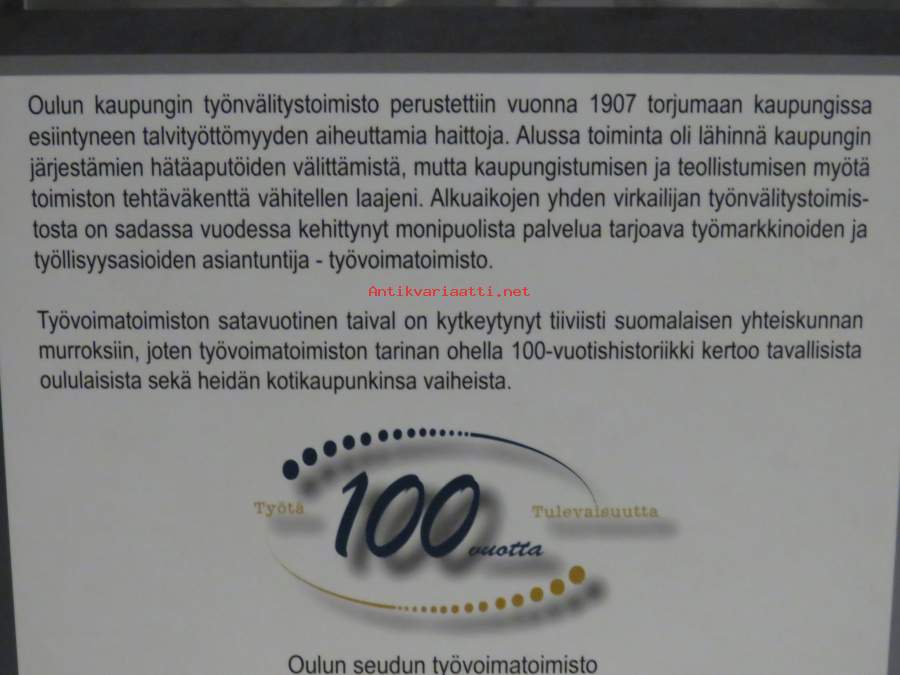 Oulun kaupungin työnvälitystoimisto perustettiin vuonna 1907 torjumaan kaupungissa
esiintyneen talvityöttömyyden aiheuttamia haittoja. Alussa toiminta oli lähinnä kaupungin
järjestämien hätäaputöiden välittämistä, mutta kaupungistumisen ja teollistumisen myötä
toimiston tehtäväkenttä vähitellen laajeni. Alkuaikojen yhden virkailijan työnvälitystoimis-
tosta on sadassa vuodessa kehittynyt monipuolista palvelua tarjoava työmarkkinoiden ja
työllisyysasioiden asiantuntija - työvoimatoimisto.
Antikvariaatti.net
Työvoimatoimiston satavuotinen taival on kytkeytynyt tiiviisti suomalaisen yhteiskunnan
murroksiin, joten työvoimatoimiston tarinan ohella 100-vuotishistoriikki kertoo tavallisista
oululaisista sekä heidän kotikaupunkinsa vaiheista.
Työtä 100 vuotta Tulevaisuutta
Oulun seudun työvoimatoimisto